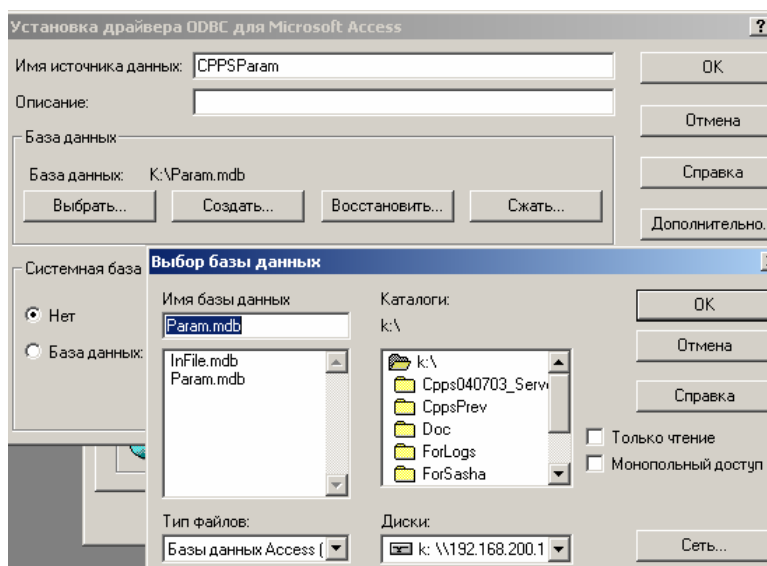 Установка драйвера ODBC для Microsoft Access
Имя источника данных: CPPSParam
OK
Описание:
Отмена
База данных
База данных: K:\Param.mdb
Справка
Выбрать... Создать... Восстановить... Сжать...
Дополнительно.
Системная база
Нет
База данных:
Выбор базы данных
Имя базы данных
Param.mdb
InFile.mdb
Param.mdb
Тип файлов:
Базы данных Access (
Каталоги:
k:\
k:\
Cpps040703_Serv
CppsPrev
Doc
ForLogs
ForSasha
Диски:
k: \\192.168.200.1
OK
Отмена
Справка
Только чтение
Монопольный доступ
Сеть...